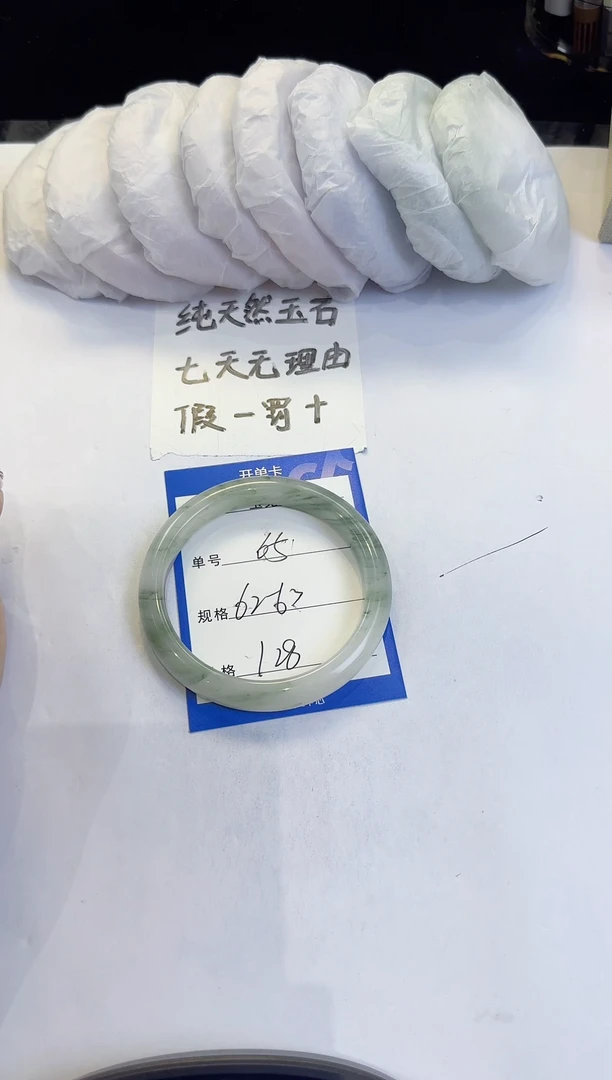 纯天然玉石
七天无理由
假一罚十
开单卡
单号 65
规格 62-63
格 128